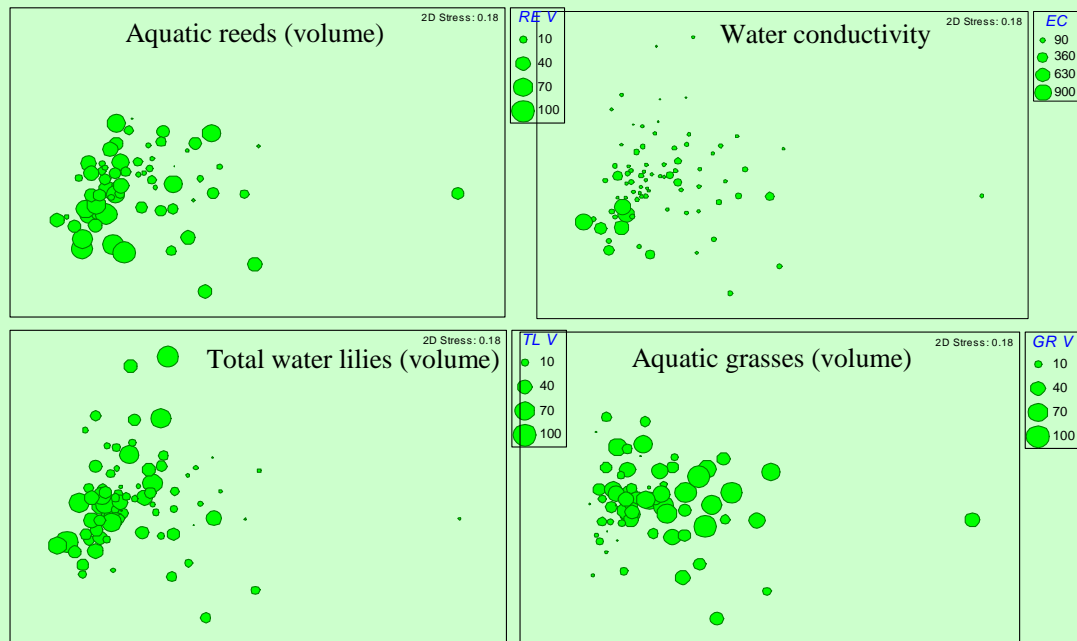 2D Stress: 0.18
Aquatic reeds (volume)
RE V
10
40
70
100
2D Stress: 0.18
Water conductivity
EC
90
360
630
900
2D Stress: 0.18
Total water lilies (volume)
TL V
10
40
70
100
2D Stress: 0.18
Aquatic grasses (volume)
GR V
10
40
70
100